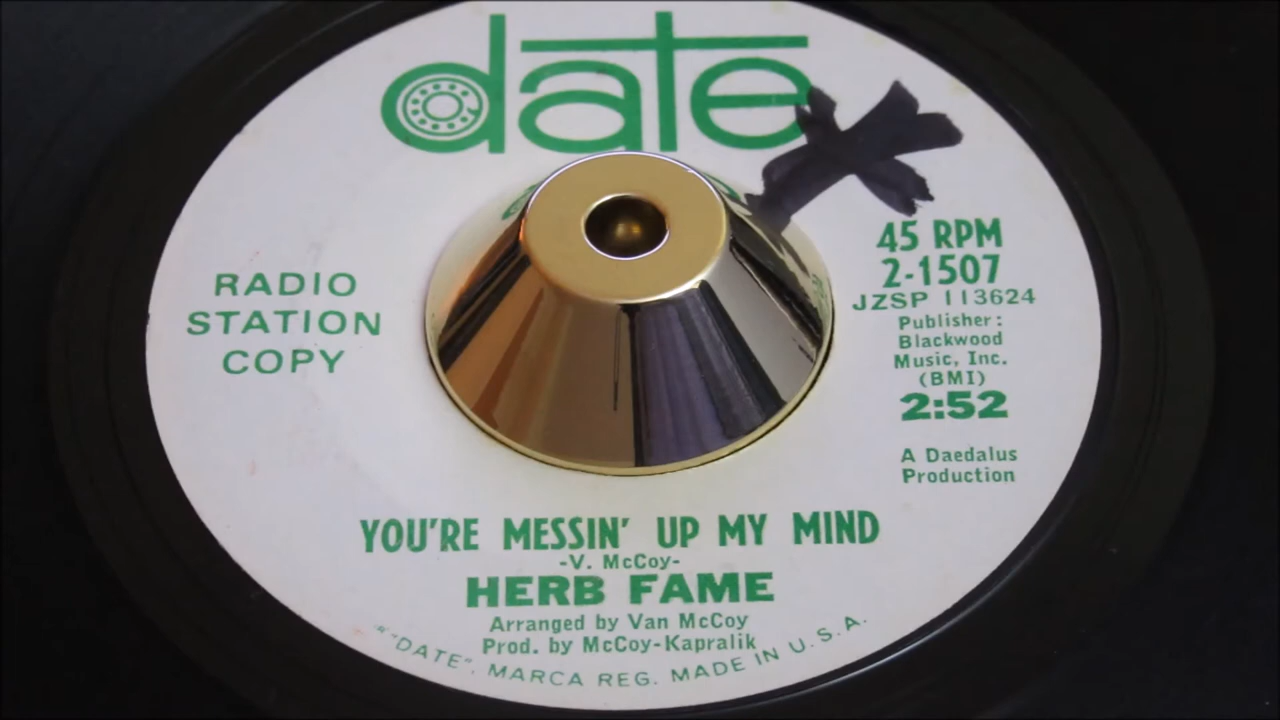 date
RADIO
STATION
COPY
45 RPM
2-1507
JZSP 113624
Publisher:
Blackwood
Music, Inc.
(BMI)
2:52
A Daedalus
Production
YOU'RE MESSIN' UP MY MIND
-V. McCoy-
HERB FAME
Arranged by Van McCoy
Prod. by McCoy-Kapralik
"DATE". MARCA REG. MADE IN U.S.A.